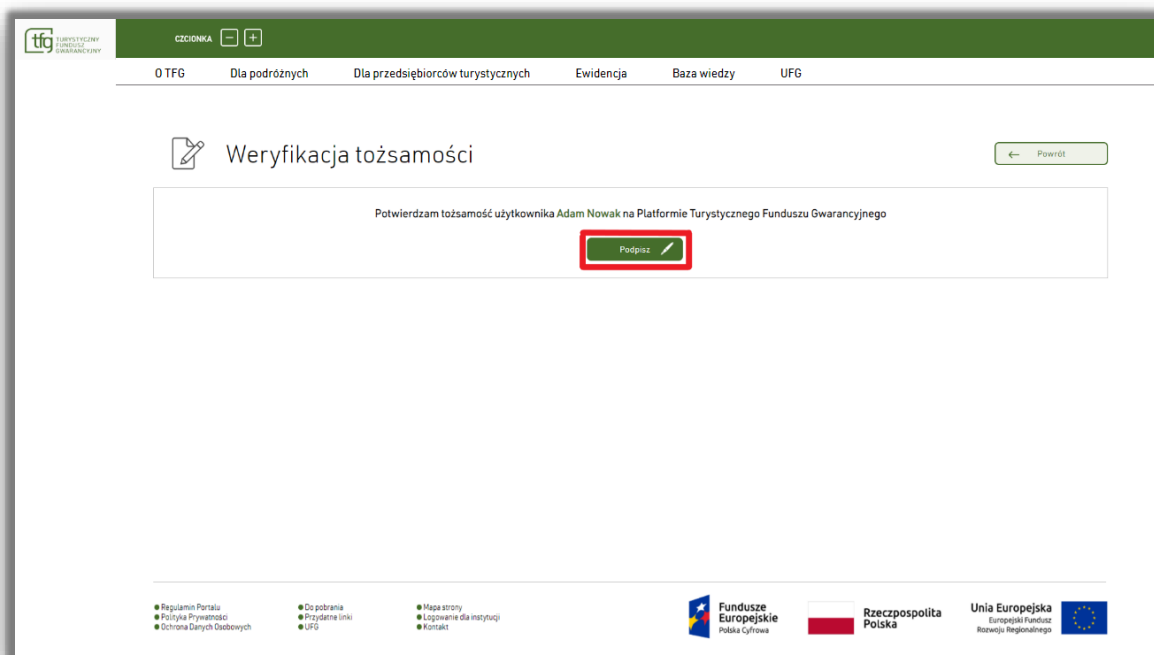 tfg TURYSTYCZNY FUNDUSZ GWARANCYJNY
CZCIONKA − +
O TFG Dla podróżnych Dla przedsiębiorców turystycznych Ewidencja Baza wiedzy UFG
Weryfikacja tożsamości
← Powrót
Potwierdzam tożsamość użytkownika Adam Nowak na Platformie Turystycznego Funduszu Gwarancyjnego
Podpisz
Regulamin Portalu
Polityka Prywatności
Ochrona Danych Osobowych
Do pobrania
Przydatne linki
UFG
Mapa strony
Logowanie dla instytucji
Kontakt
Fundusze
Europejskie
Polska Cyfrowa
Rzeczpospolita
Polska
Unia Europejska
Europejski Fundusz
Rozwoju Regionalnego